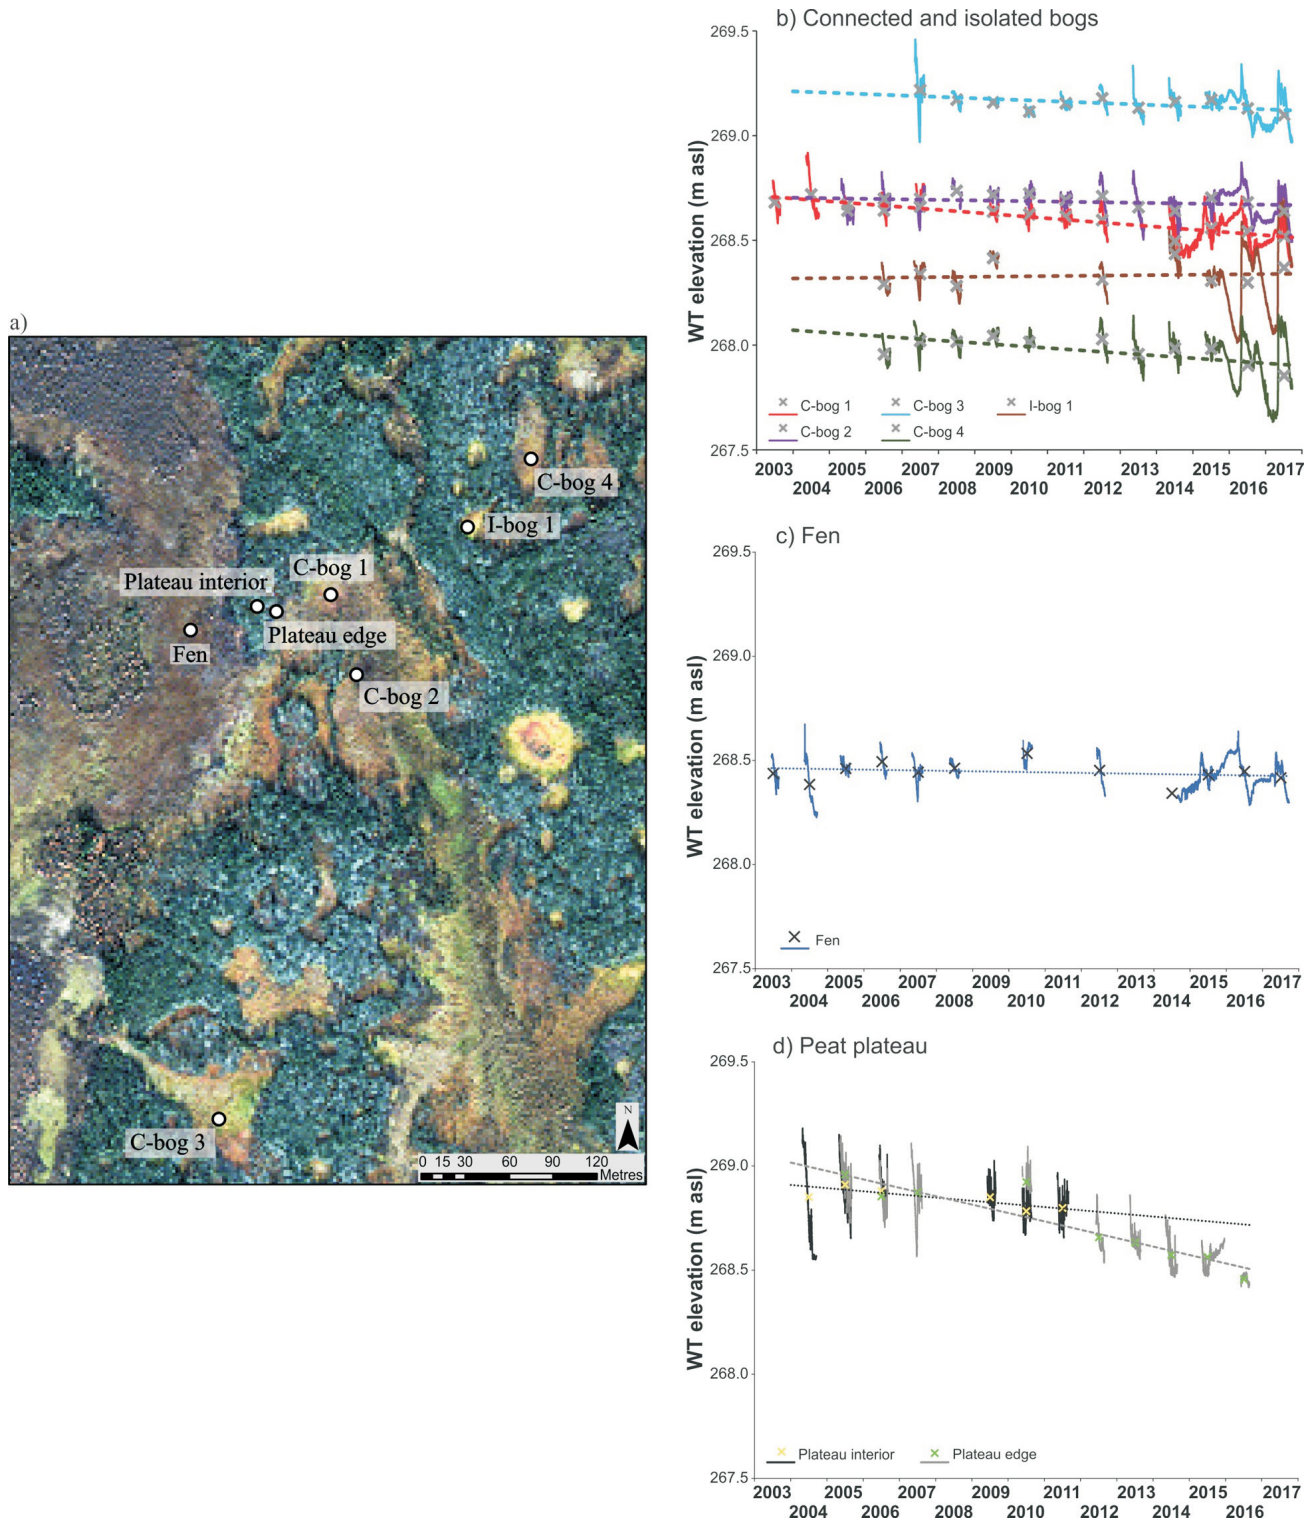 a)
C-bog 4
I-bog 1
C-bog 1
Plateau interior
Plateau edge
Fen
C-bog 2
C-bog 3
N
0 15 30 60 90 120
Metres
b) Connected and isolated bogs
WT elevation (m asl)
269.5
269.0
268.5
268.0
267.5
C-bog 1 C-bog 3 I-bog 1
C-bog 2 C-bog 4
2003 2005 2007 2009 2011 2013 2015 2017
2004 2006 2008 2010 2012 2014 2016
c) Fen
WT elevation (m asl)
269.5
269.0
268.5
268.0
267.5
Fen
2003 2005 2007 2009 2011 2013 2015 2017
2004 2006 2008 2010 2012 2014 2016
d) Peat plateau
WT elevation (m asl)
269.5
269.0
268.5
268.0
267.5
Plateau interior Plateau edge
2003 2005 2007 2009 2011 2013 2015 2017
2004 2006 2008 2010 2012 2014 2016